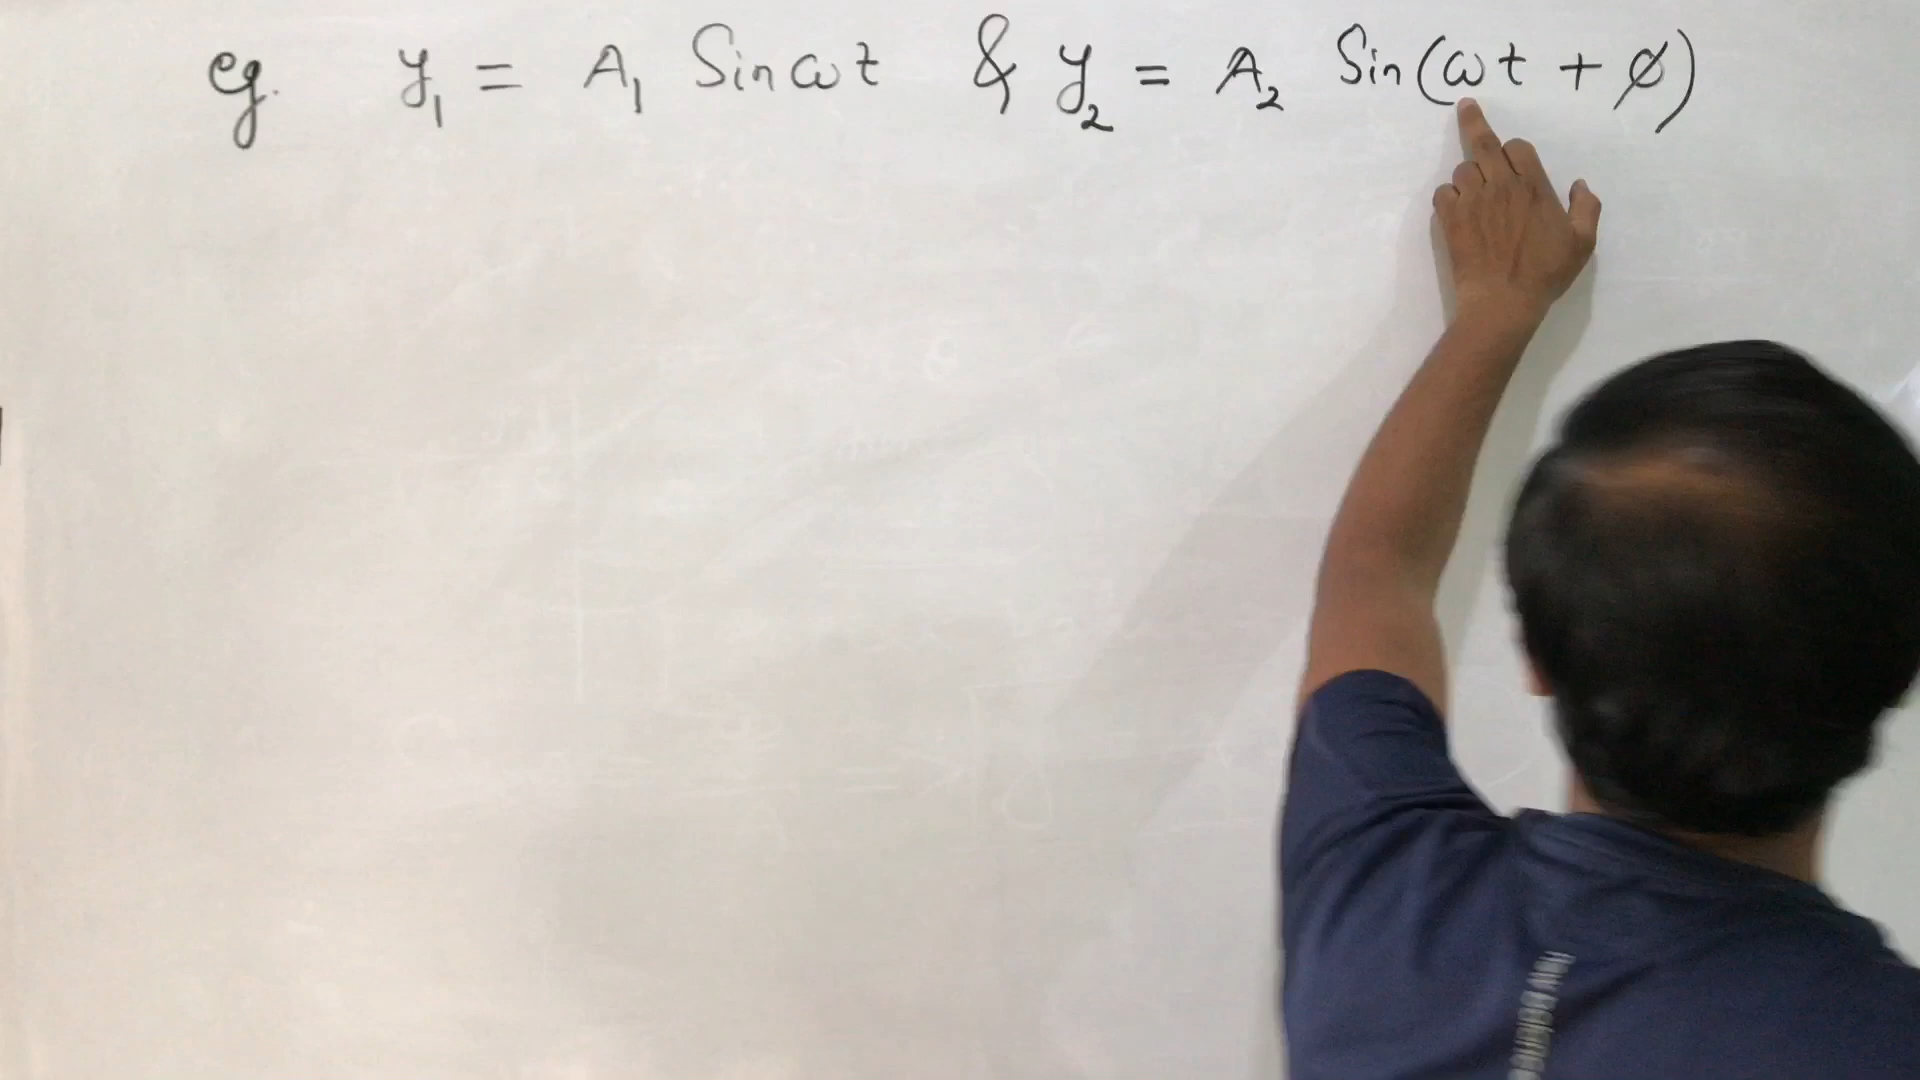 eg. y₁ = A₁ Sin ωt & y₂ = A₂ Sin(ωt + ϕ)